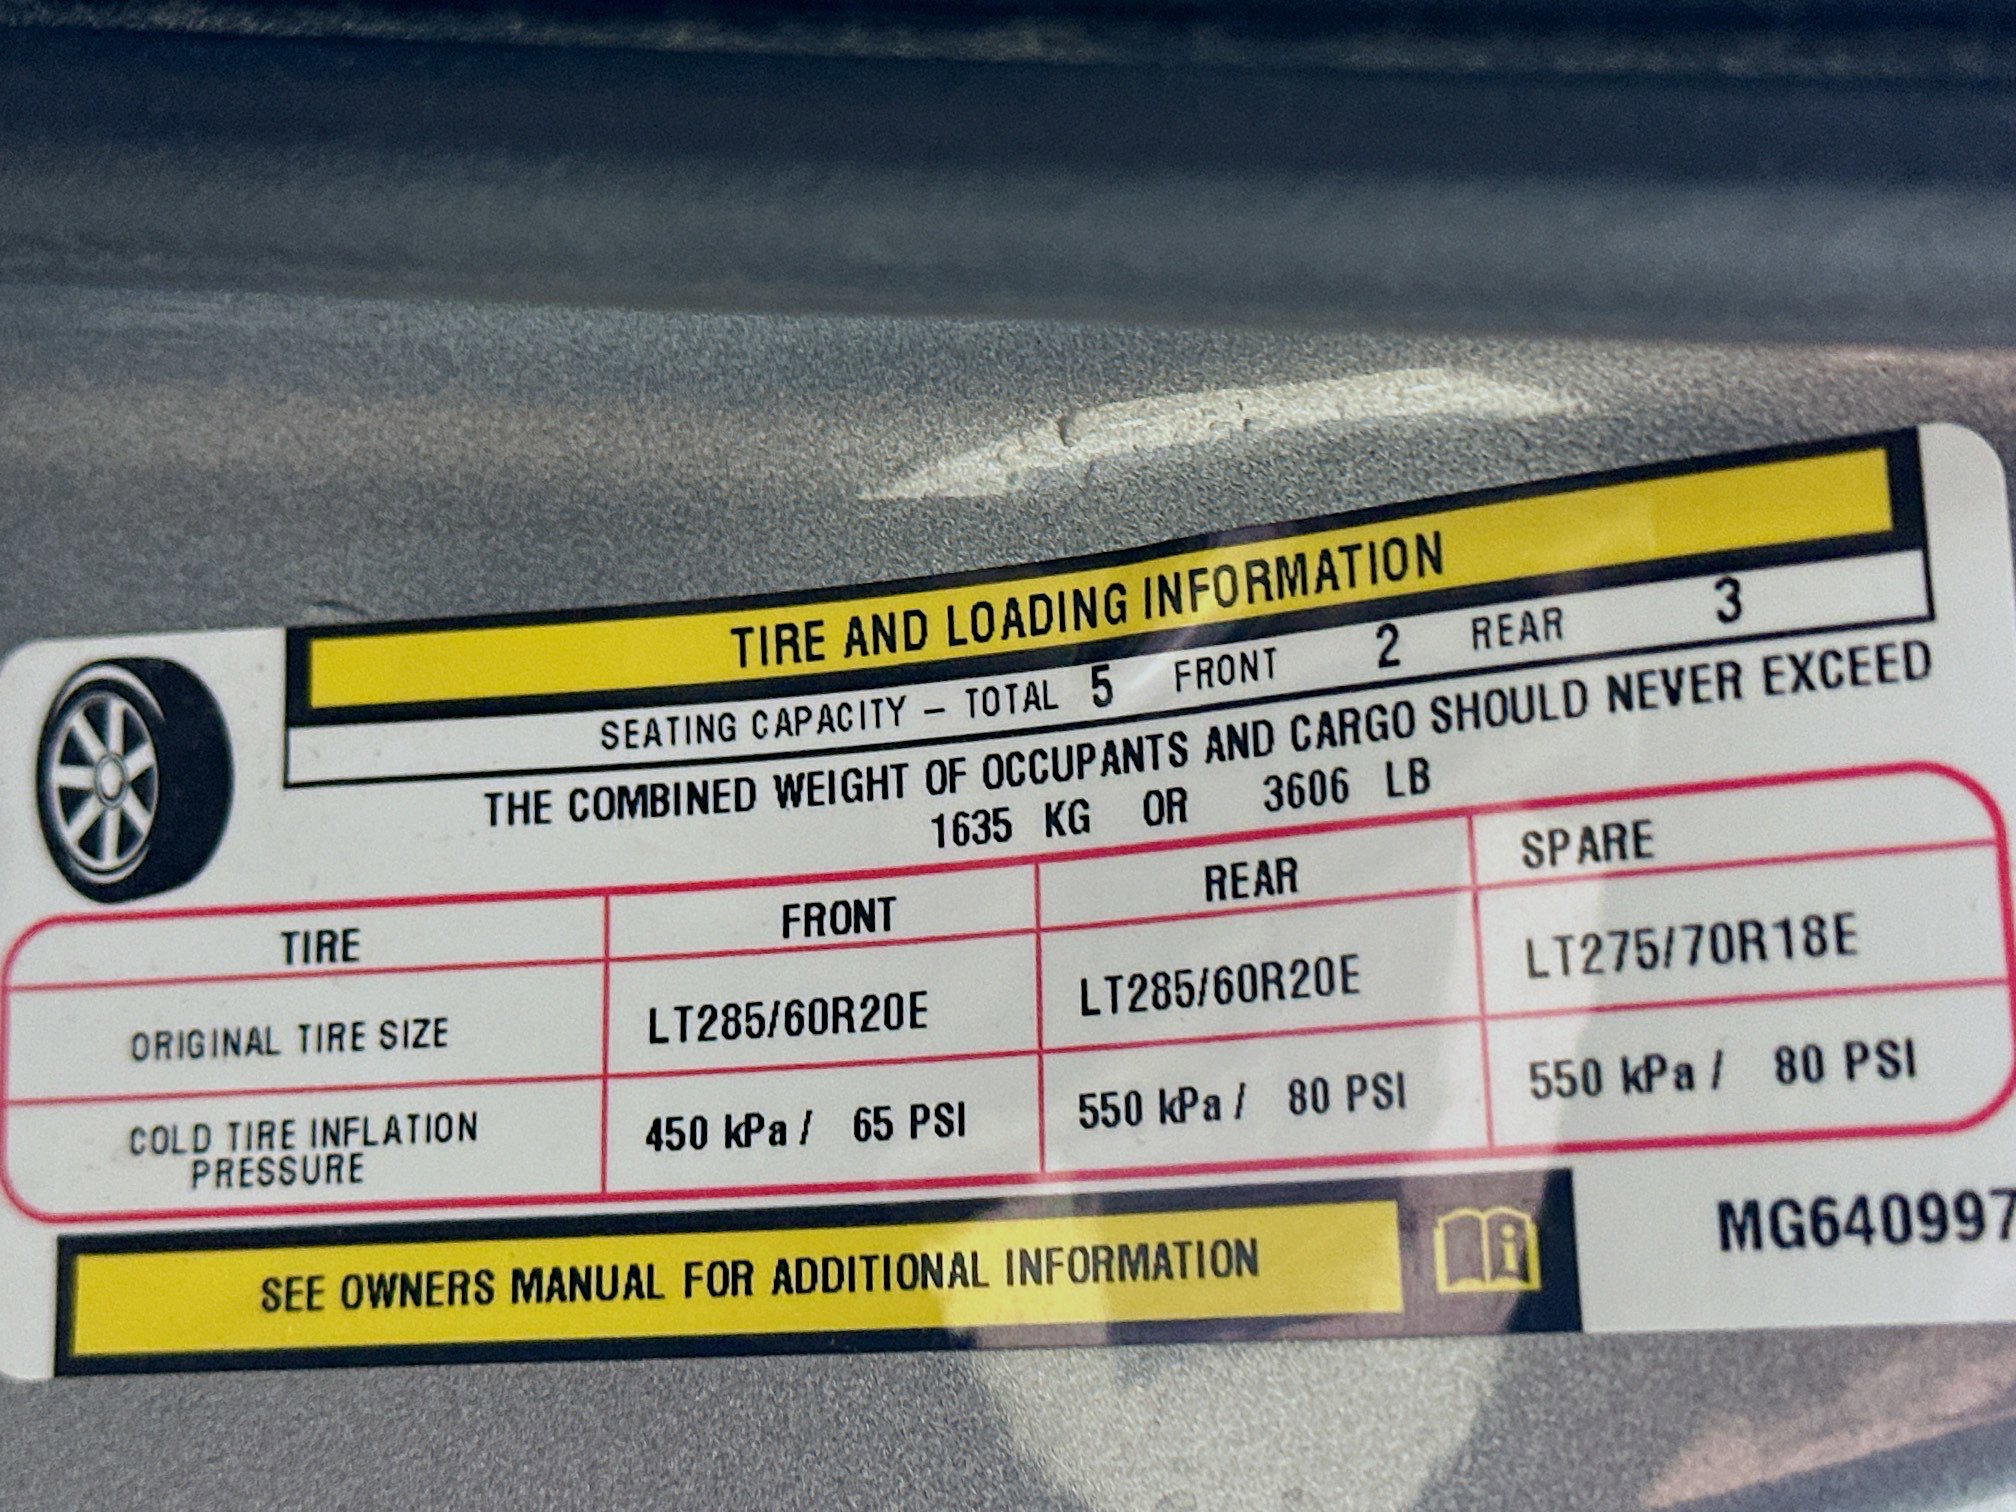 TIRE AND LOADING INFORMATION
SEATING CAPACITY – TOTAL 5 FRONT 2 REAR 3
THE COMBINED WEIGHT OF OCCUPANTS AND CARGO SHOULD NEVER EXCEED
1635 KG OR 3606 LB
TIRE FRONT REAR SPARE
ORIGINAL TIRE SIZE LT285/60R20E LT285/60R20E LT275/70R18E
COLD TIRE INFLATION PRESSURE 450 kPa / 65 PSI 550 kPa / 80 PSI 550 kPa / 80 PSI
SEE OWNERS MANUAL FOR ADDITIONAL INFORMATION
MG640997